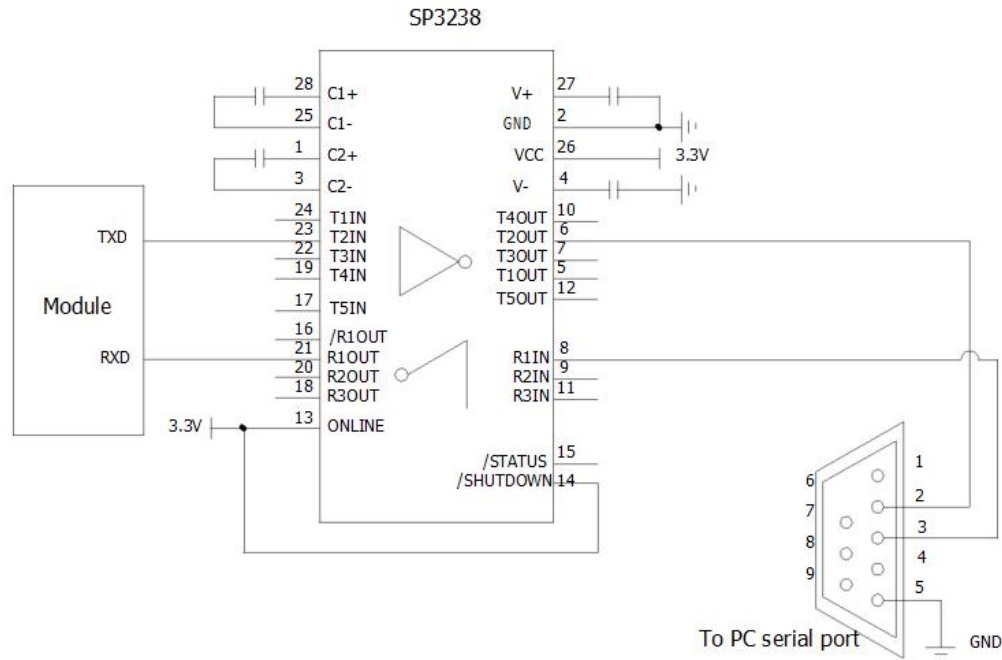 SP3238
28 C1+ V+ 27
25 C1- GND 2
1 C2+ VCC 26 3.3V
3 C2- V- 4
24 T1IN T4OUT 10
TXD 23 T2IN T2OUT 6
22 T3IN T3OUT 7
19 T4IN T1OUT 5
17 T5IN T5OUT 12
Module
16 /R1OUT
RXD 21 R1OUT R1IN 8
20 R2OUT R2IN 9
18 R3OUT R3IN 11
3.3V 13 ONLINE
/STATUS 15
/SHUTDOWN 14
1
6
2
7
3
8
4
9
5
To PC serial port
GND